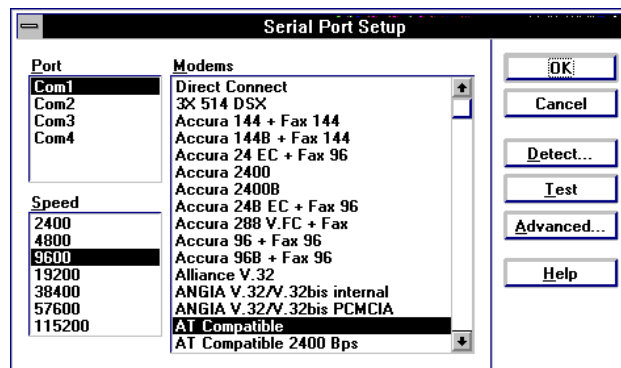 Serial Port Setup
Port
Com1
Com2
Com3
Com4
Speed
2400
4800
9600
19200
38400
57600
115200
Modems
Direct Connect
3X 514 DSX
Accura 144 + Fax 144
Accura 144B + Fax 144
Accura 24 EC + Fax 96
Accura 2400
Accura 2400B
Accura 24B EC + Fax 96
Accura 288 V.FC + Fax
Accura 96 + Fax 96
Accura 96B + Fax 96
Alliance V.32
ANGIA V.32/V.32bis internal
ANGIA V.32/V.32bis PCMCIA
AT Compatible
AT Compatible 2400 Bps
OK
Cancel
Detect...
Test
Advanced...
Help